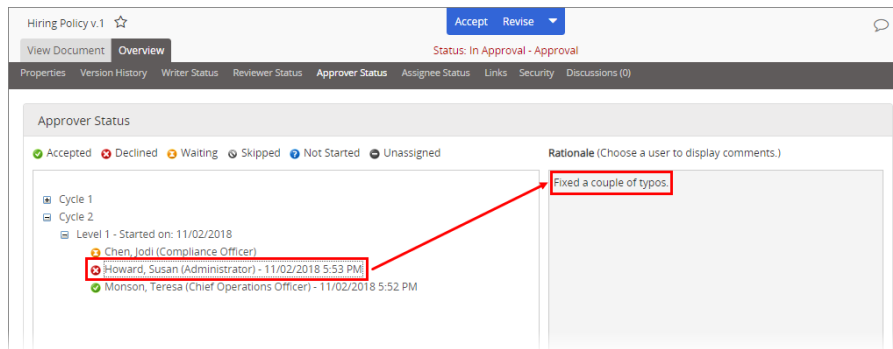 Hiring Policy v.1
Accept Revise
View Document Overview
Status: In Approval - Approval
Properties Version History Writer Status Reviewer Status Approver Status Assignee Status Links Security Discussions (0)
Approver Status
Accepted Declined Waiting Skipped Not Started Unassigned
Rationale (Choose a user to display comments.)
Fixed a couple of typos.
Cycle 1
Cycle 2
Level 1 - Started on: 11/02/2018
Chen, Jodi (Compliance Officer)
Howard, Susan (Administrator) - 11/02/2018 5:53 PM
Monson, Teresa (Chief Operations Officer) - 11/02/2018 5:52 PM